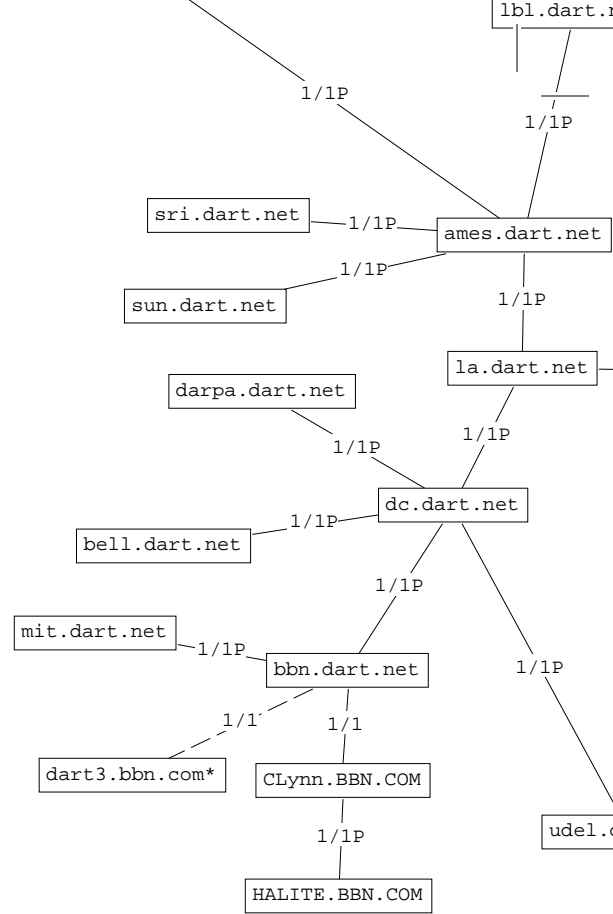 lbl.dart.n
1/1P
1/1P
sri.dart.net
1/1P
ames.dart.net
1/1P
sun.dart.net
1/1P
la.dart.net
darpa.dart.net
1/1P
1/1P
dc.dart.net
1/1P
bell.dart.net
1/1P
mit.dart.net
1/1P
bbn.dart.net
1/1P
1/1
1/1
dart3.bbn.com*
CLynn.BBN.COM
udel.
1/1P
HALITE.BBN.COM